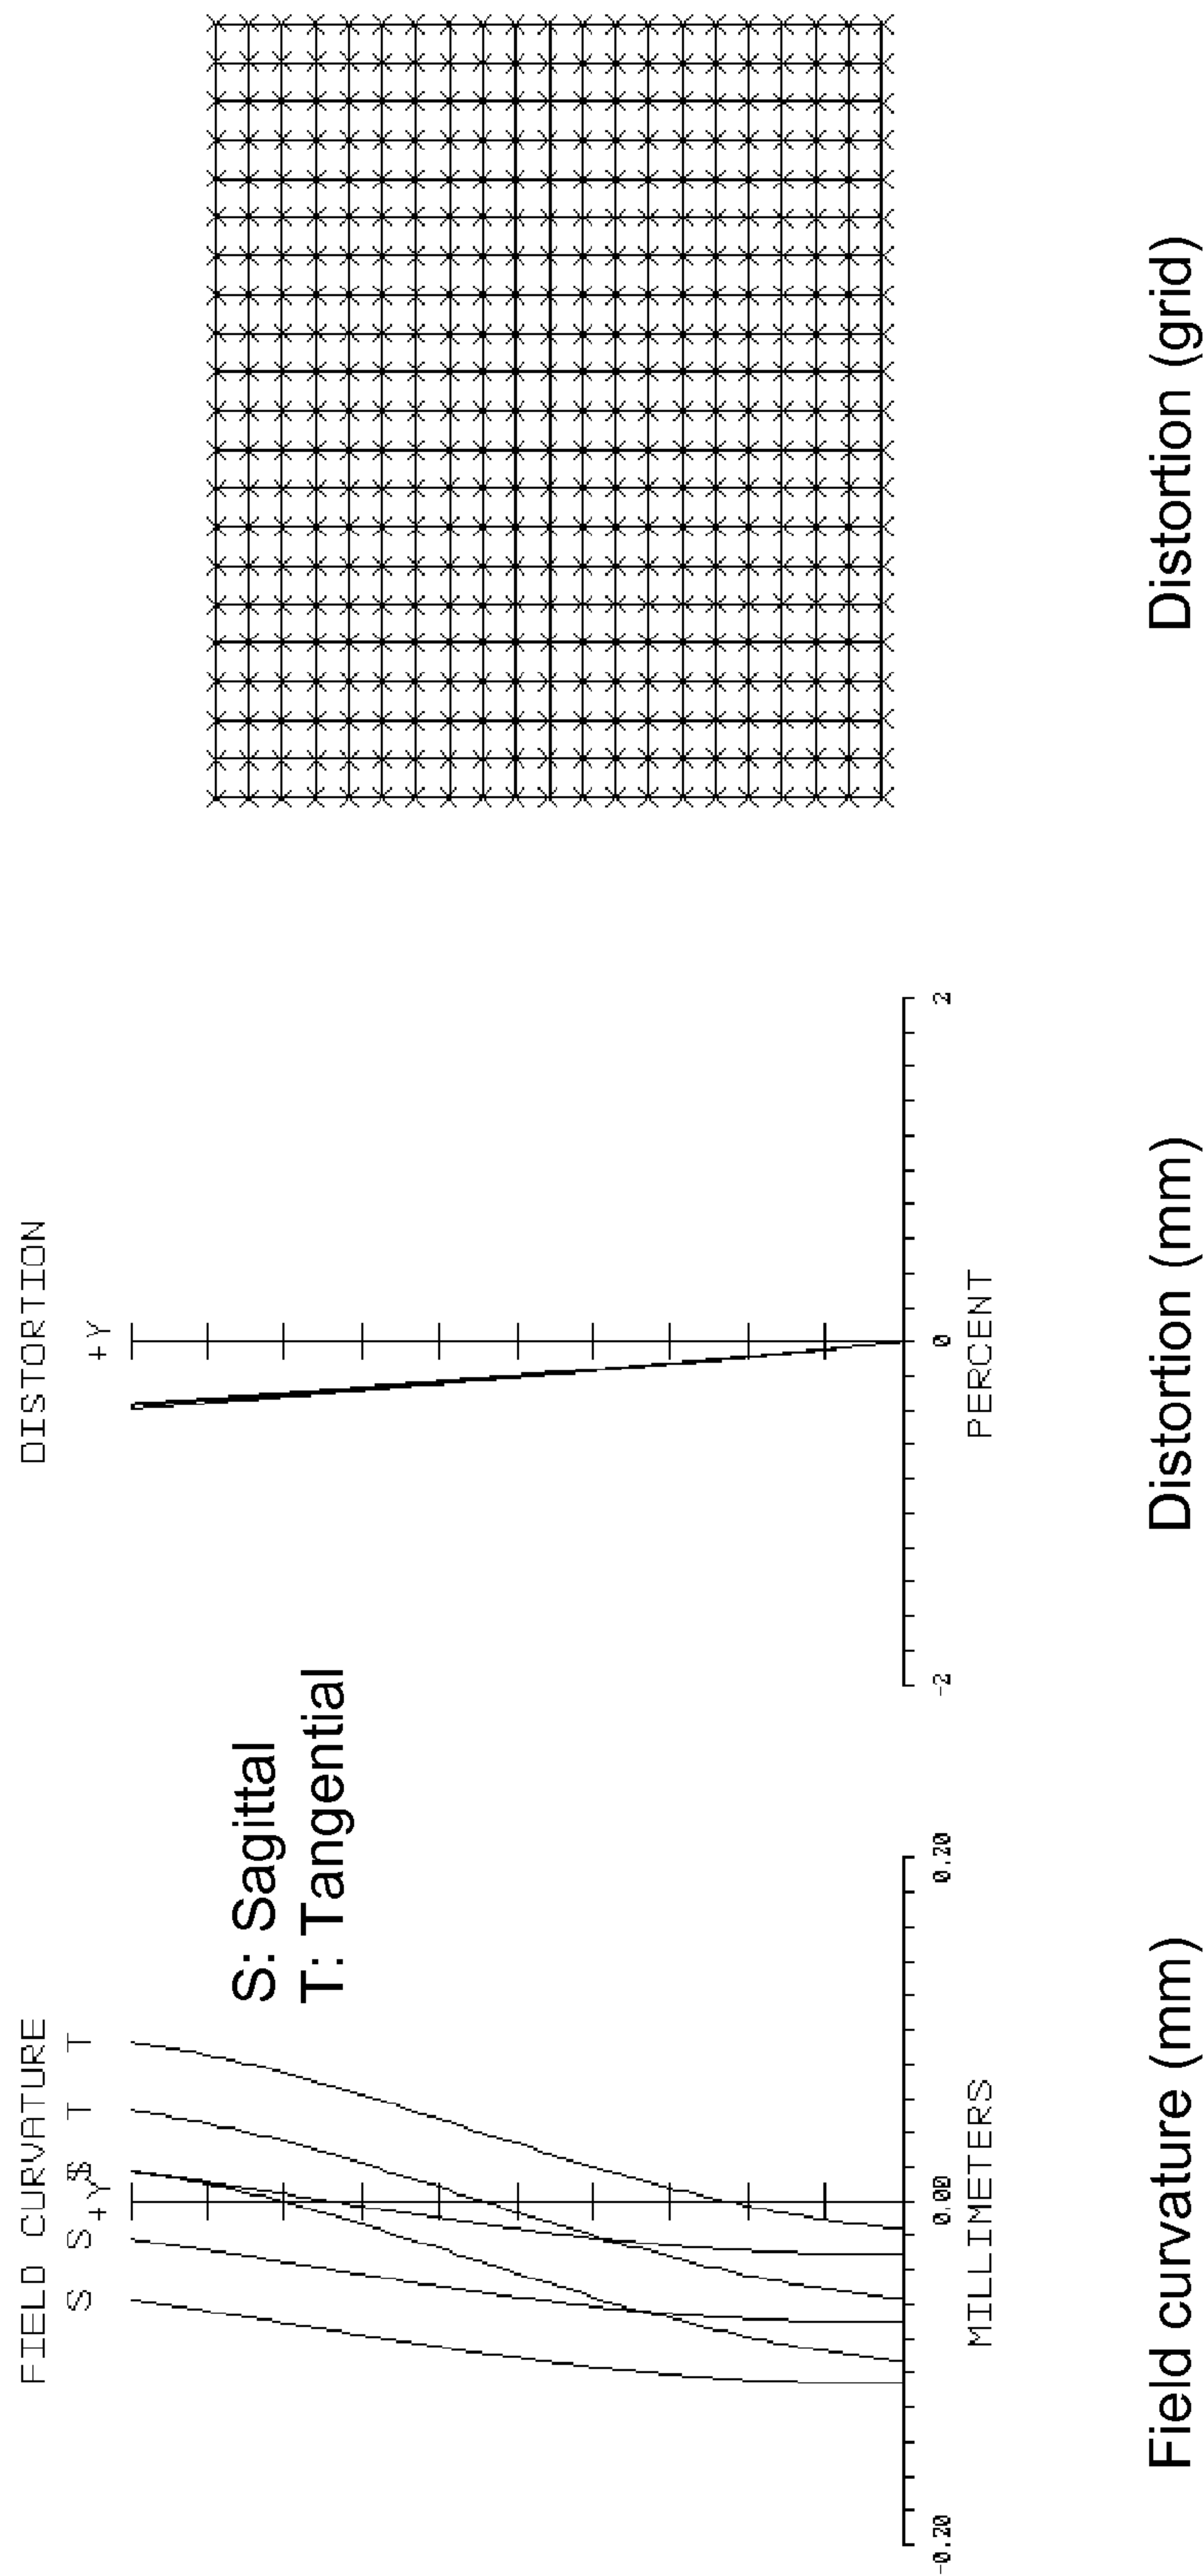 FIELD CURVATURE
S S +Y S T T
S: Sagittal
T: Tangential
-0.20 0.00 0.20
MILLIMETERS
Field curvature (mm)
DISTORTION
+Y
-2 0 2
PERCENT
Distortion (mm)
Distortion (grid)